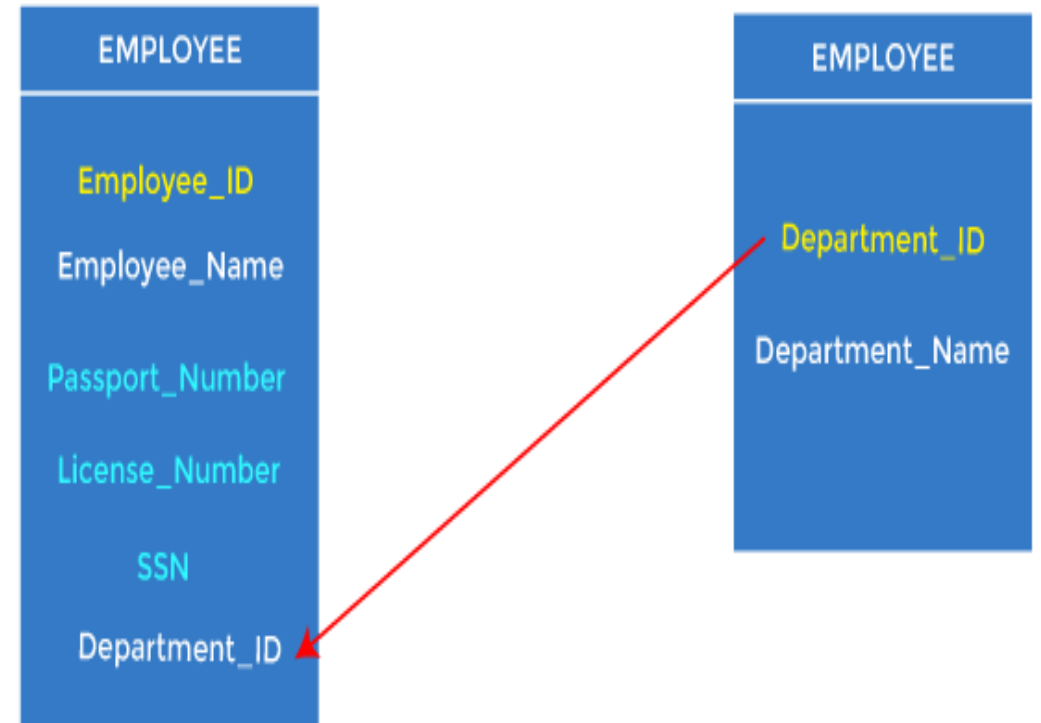 EMPLOYEE
Employee_ID
Employee_Name
Passport_Number
License_Number
SSN
Department_ID
EMPLOYEE
Department_ID
Department_Name